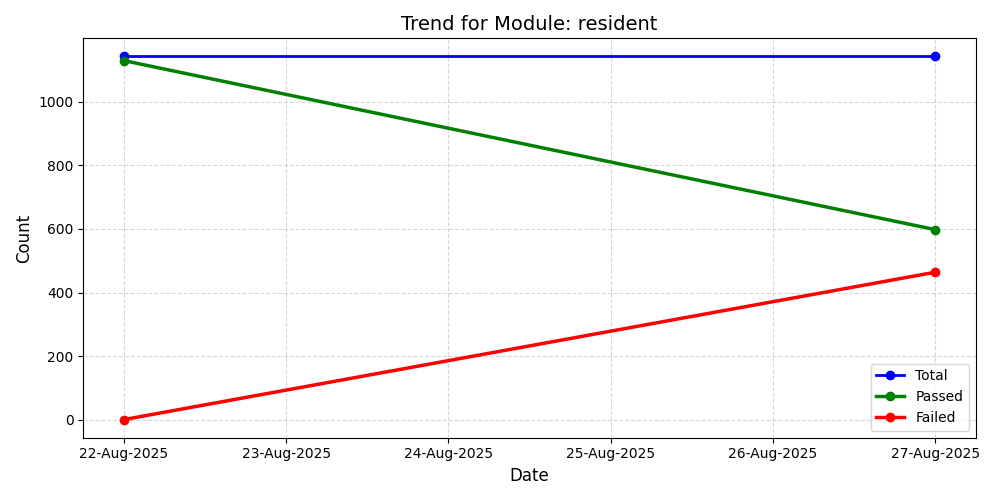 Trend for Module: resident
Count
1000
800
600
400
200
0
Total
Passed
Failed
22-Aug-2025 23-Aug-2025 24-Aug-2025 25-Aug-2025 26-Aug-2025 27-Aug-2025
Date